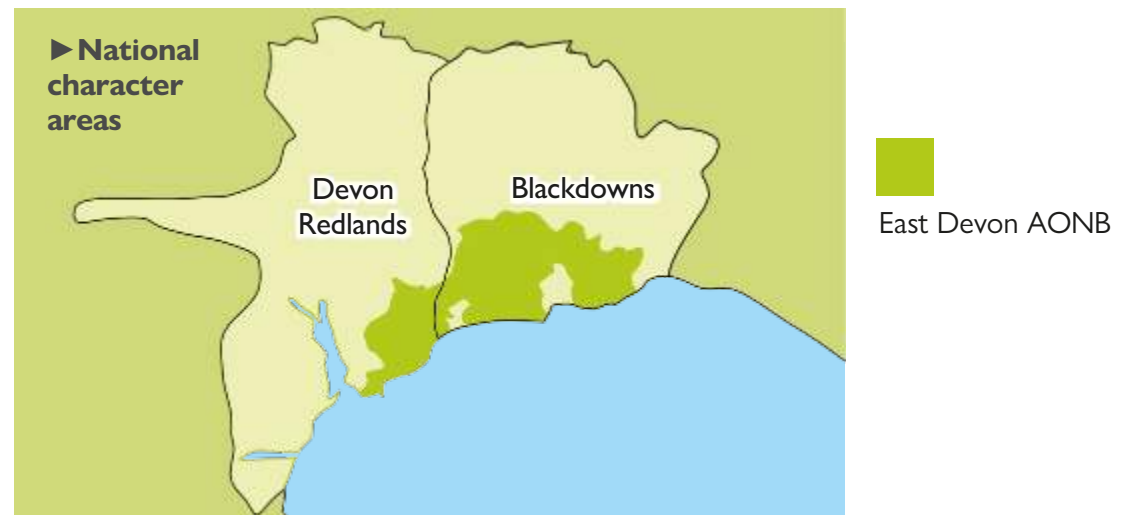 ►National
character
areas
Devon
Redlands
Blackdowns
East Devon AONB